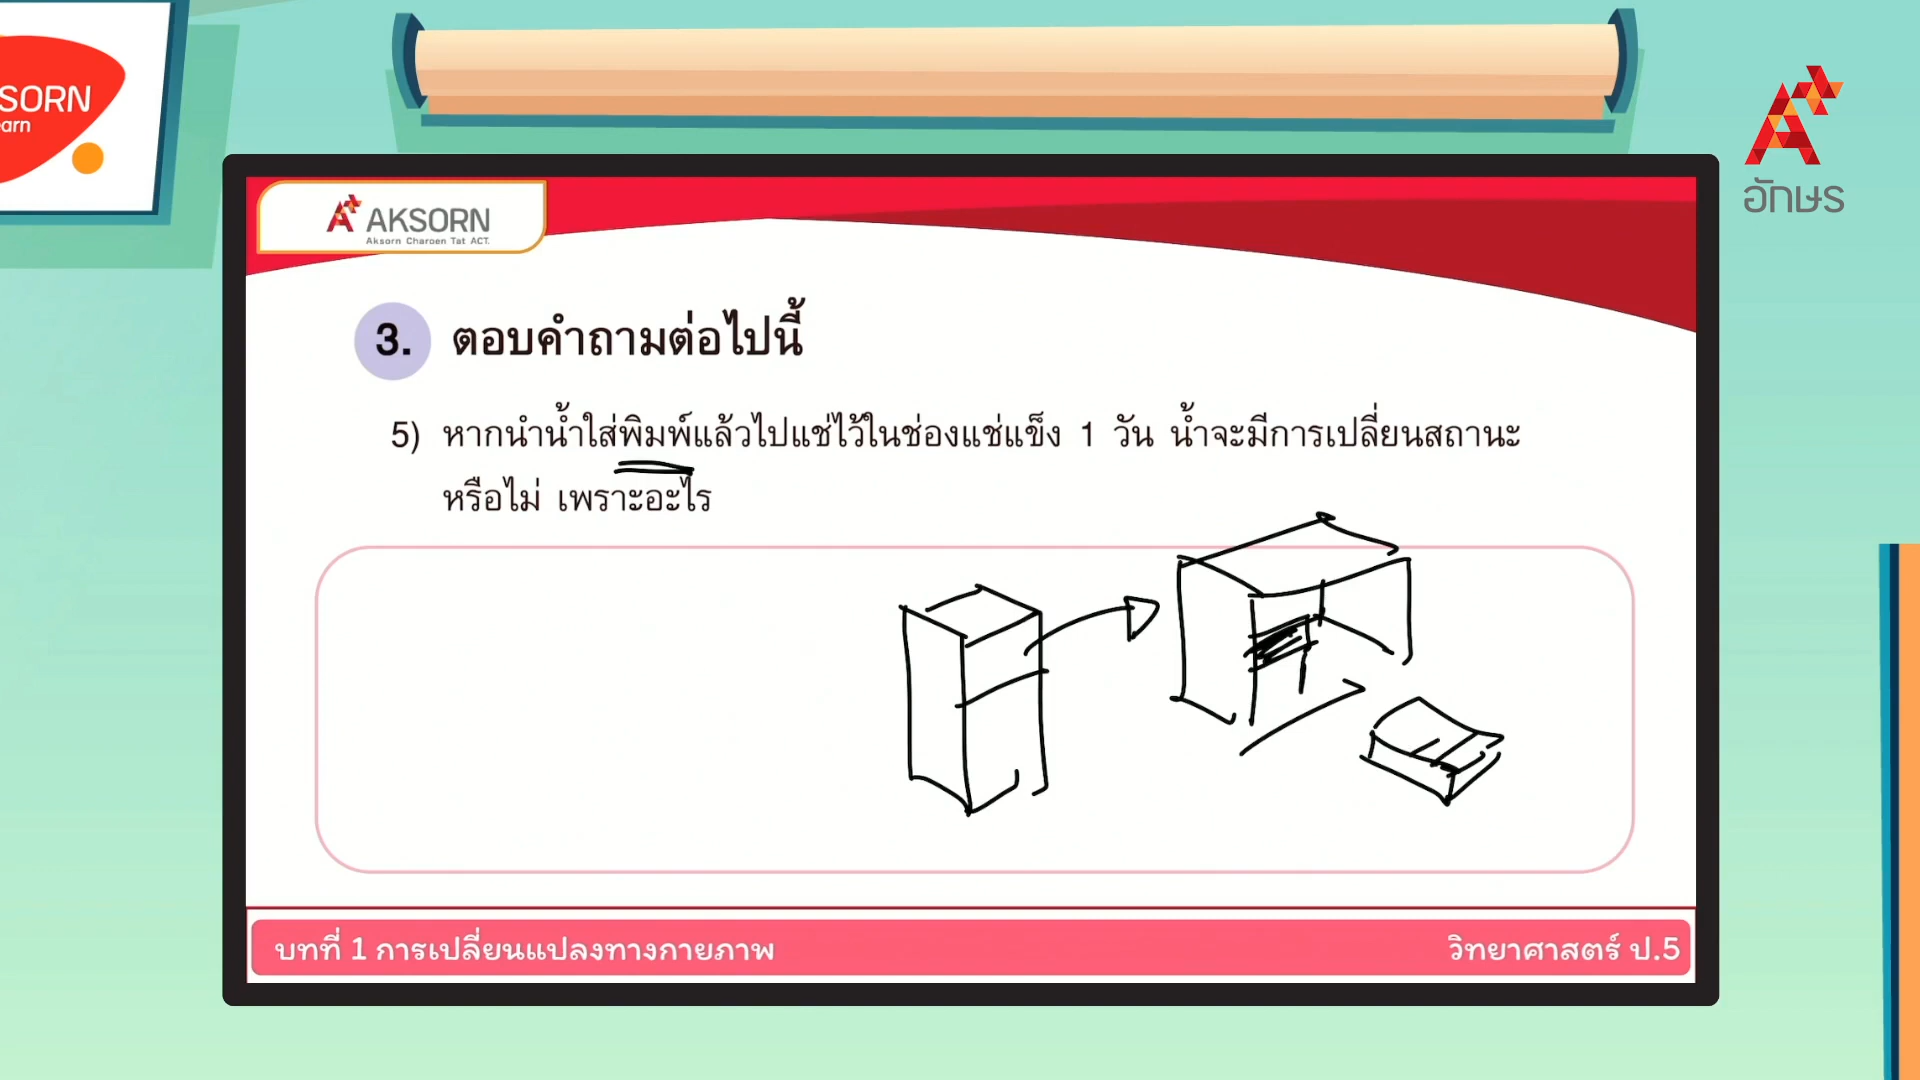 SORN
arn
อักษร
AKSORN
Aksorn Charoen Tat ACT.
3. ตอบคำถามต่อไปนี้
5) หากนำน้ำใส่พิมพ์แล้วไปแช่ไว้ในช่องแช่แข็ง 1 วัน น้ำจะมีการเปลี่ยนสถานะ
หรือไม่ เพราะอะไร
บทที่ 1 การเปลี่ยนแปลงทางกายภาพ
วิทยาศาสตร์ ป.5